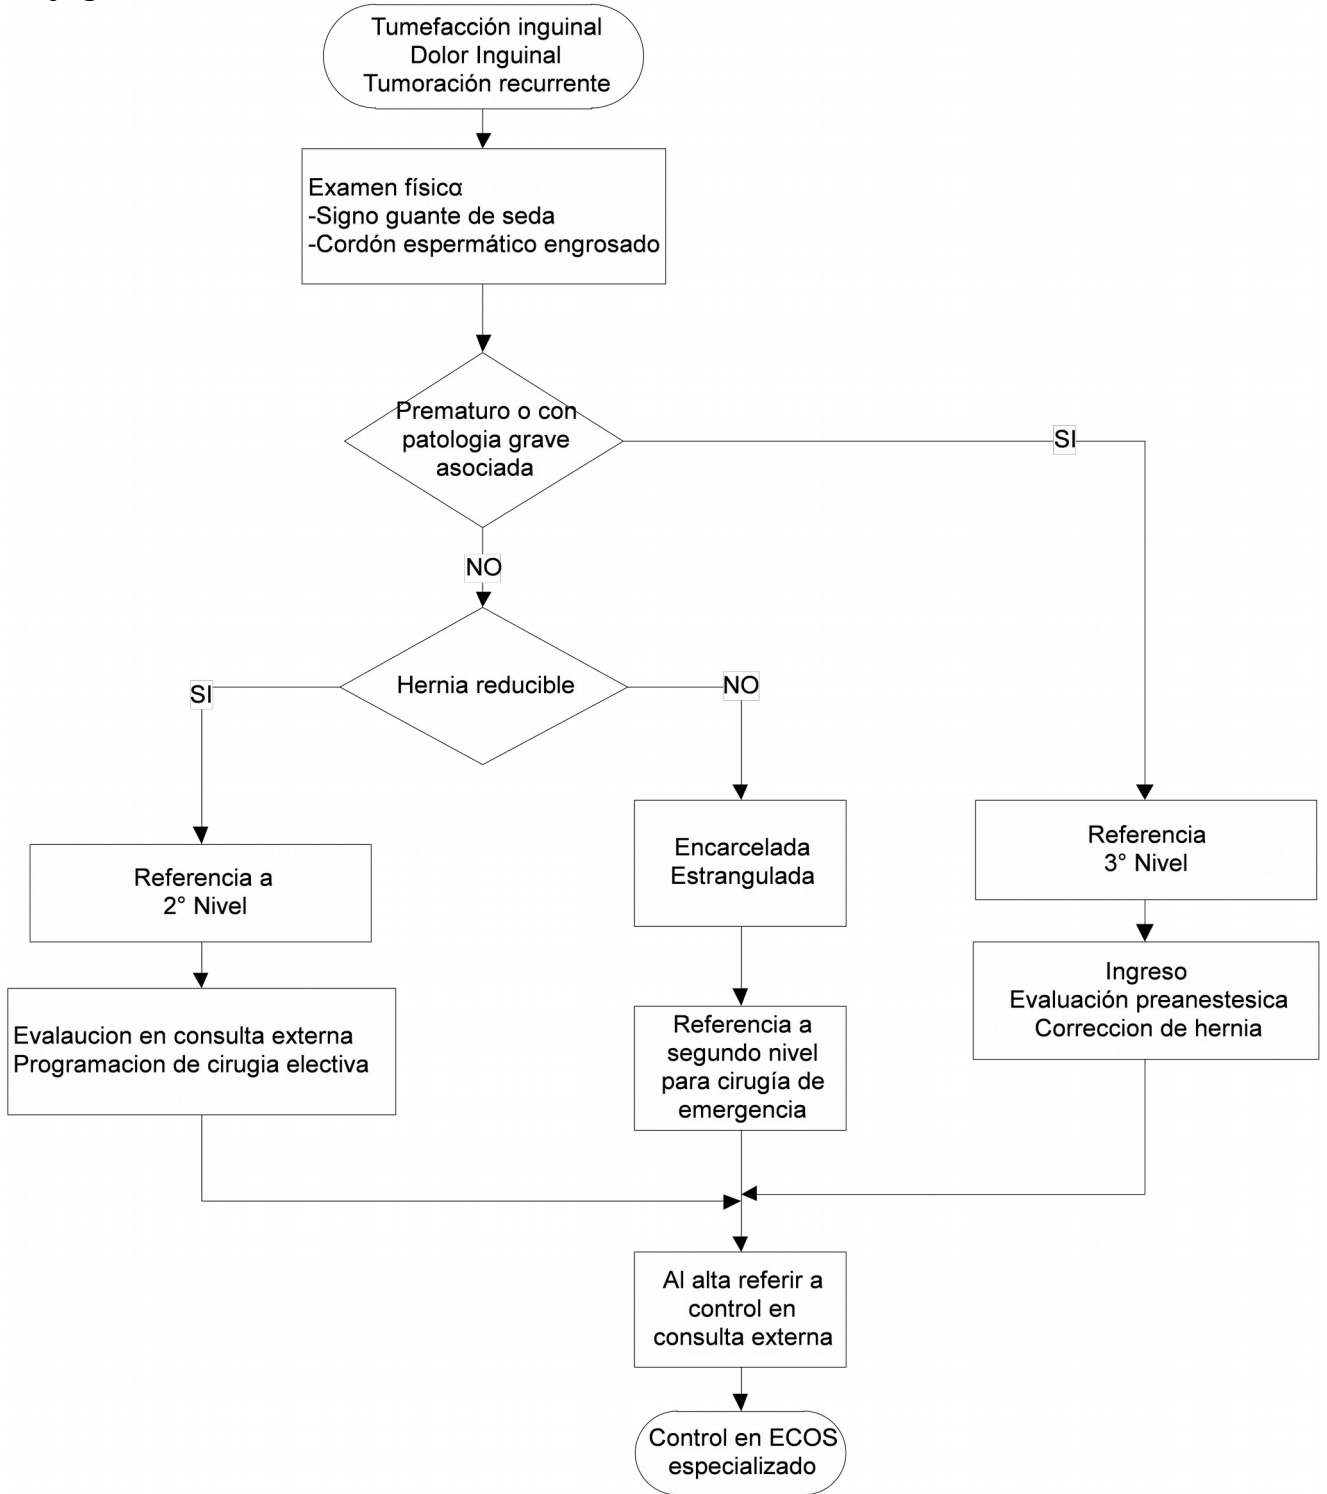 Tumefacción inguinal
Dolor Inguinal
Tumoración recurrente
Examen físicα
-Signo guante de seda
-Cordón espermático engrosado
Prematuro o con
patologia grave
asociada
SI
NO
Hernia reducible
SI
NO
Encarcelada
Estrangulada
Referencia
3° Nivel
Referencia a
2° Nivel
Ingreso
Evaluación preanestesica
Correccion de hernia
Evalaucion en consulta externa
Programacion de cirugia electiva
Referencia a
segundo nivel
para cirugía de
emergencia
Al alta referir a
control en
consulta externa
Control en ECOS
especializado